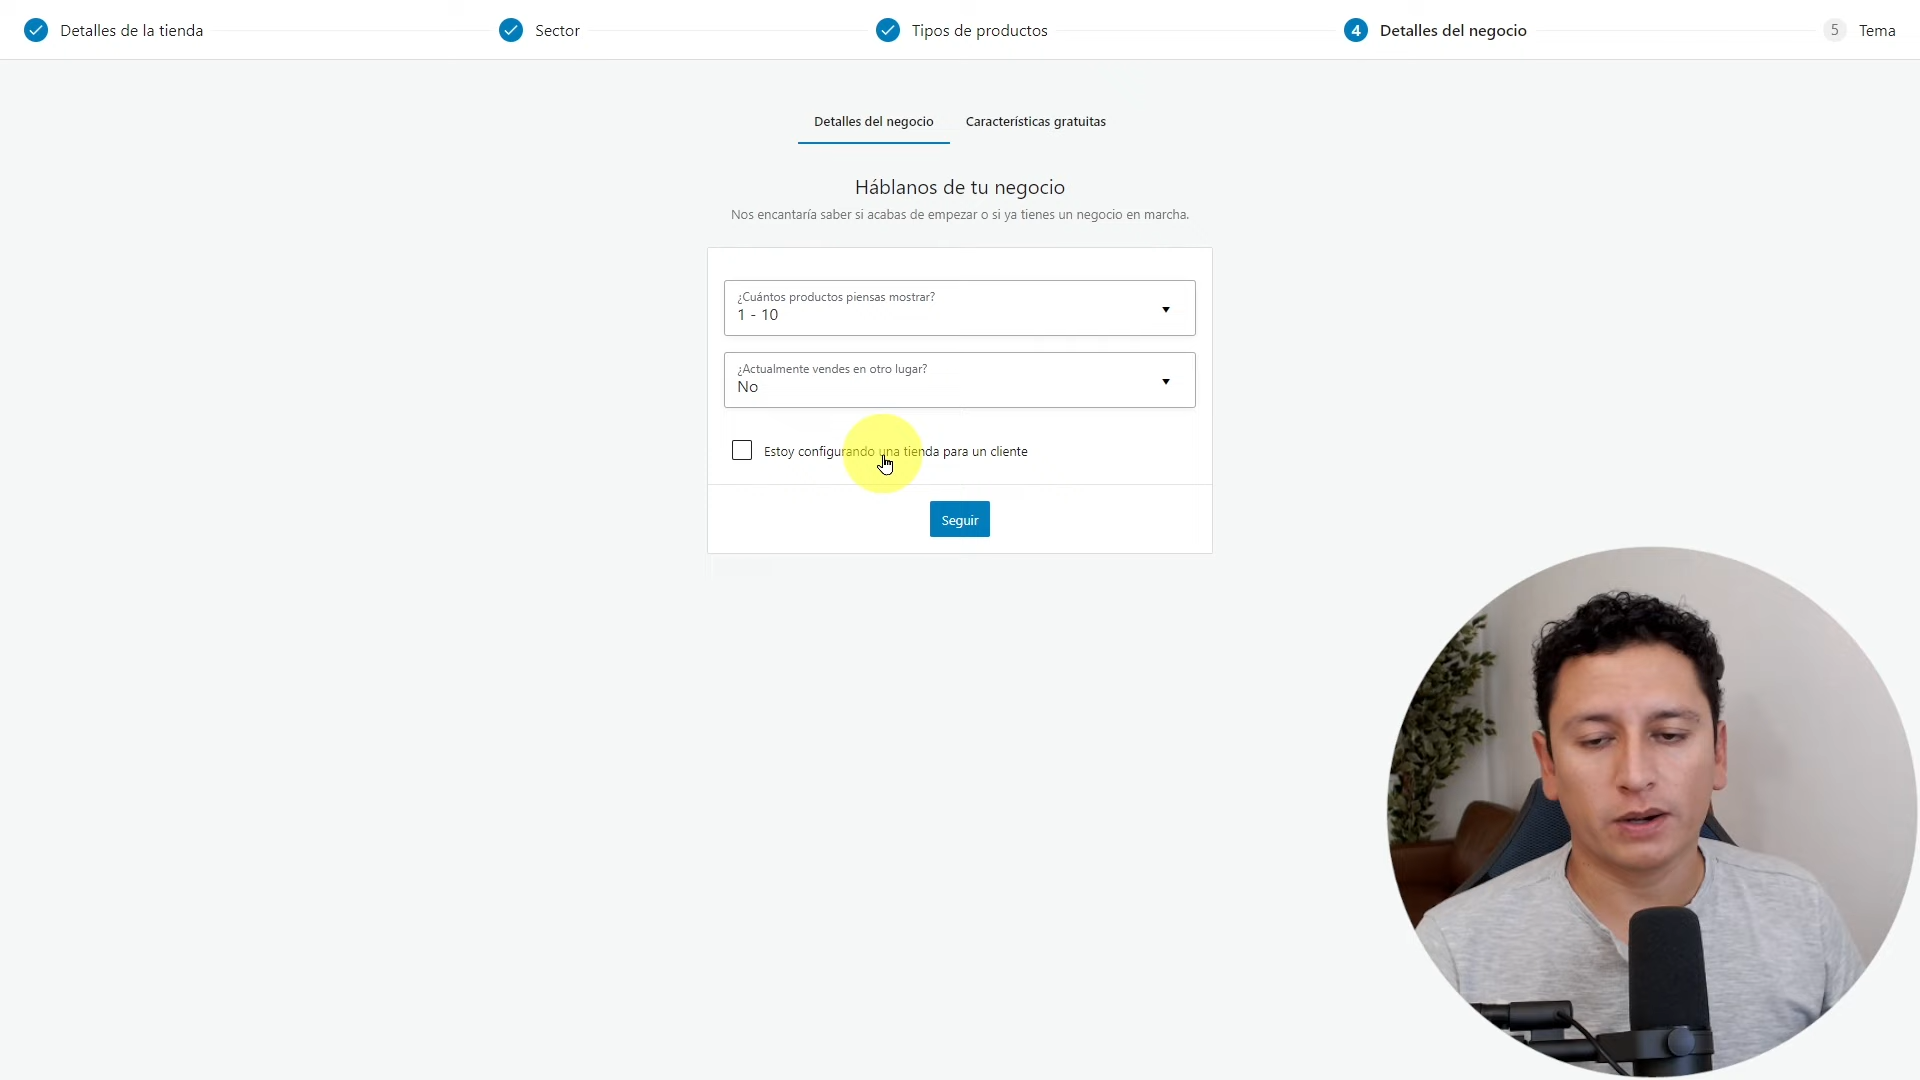 Detalles de la tienda
Sector
Tipos de productos
4 Detalles del negocio
5 Tema
Detalles del negocio
Características gratuitas
Háblanos de tu negocio
Nos encantaría saber si acabas de empezar o si ya tienes un negocio en marcha.
¿Cuántos productos piensas mostrar?
1 - 10
¿Actualmente vendes en otro lugar?
No
Estoy configurando una tienda para un cliente
Seguir